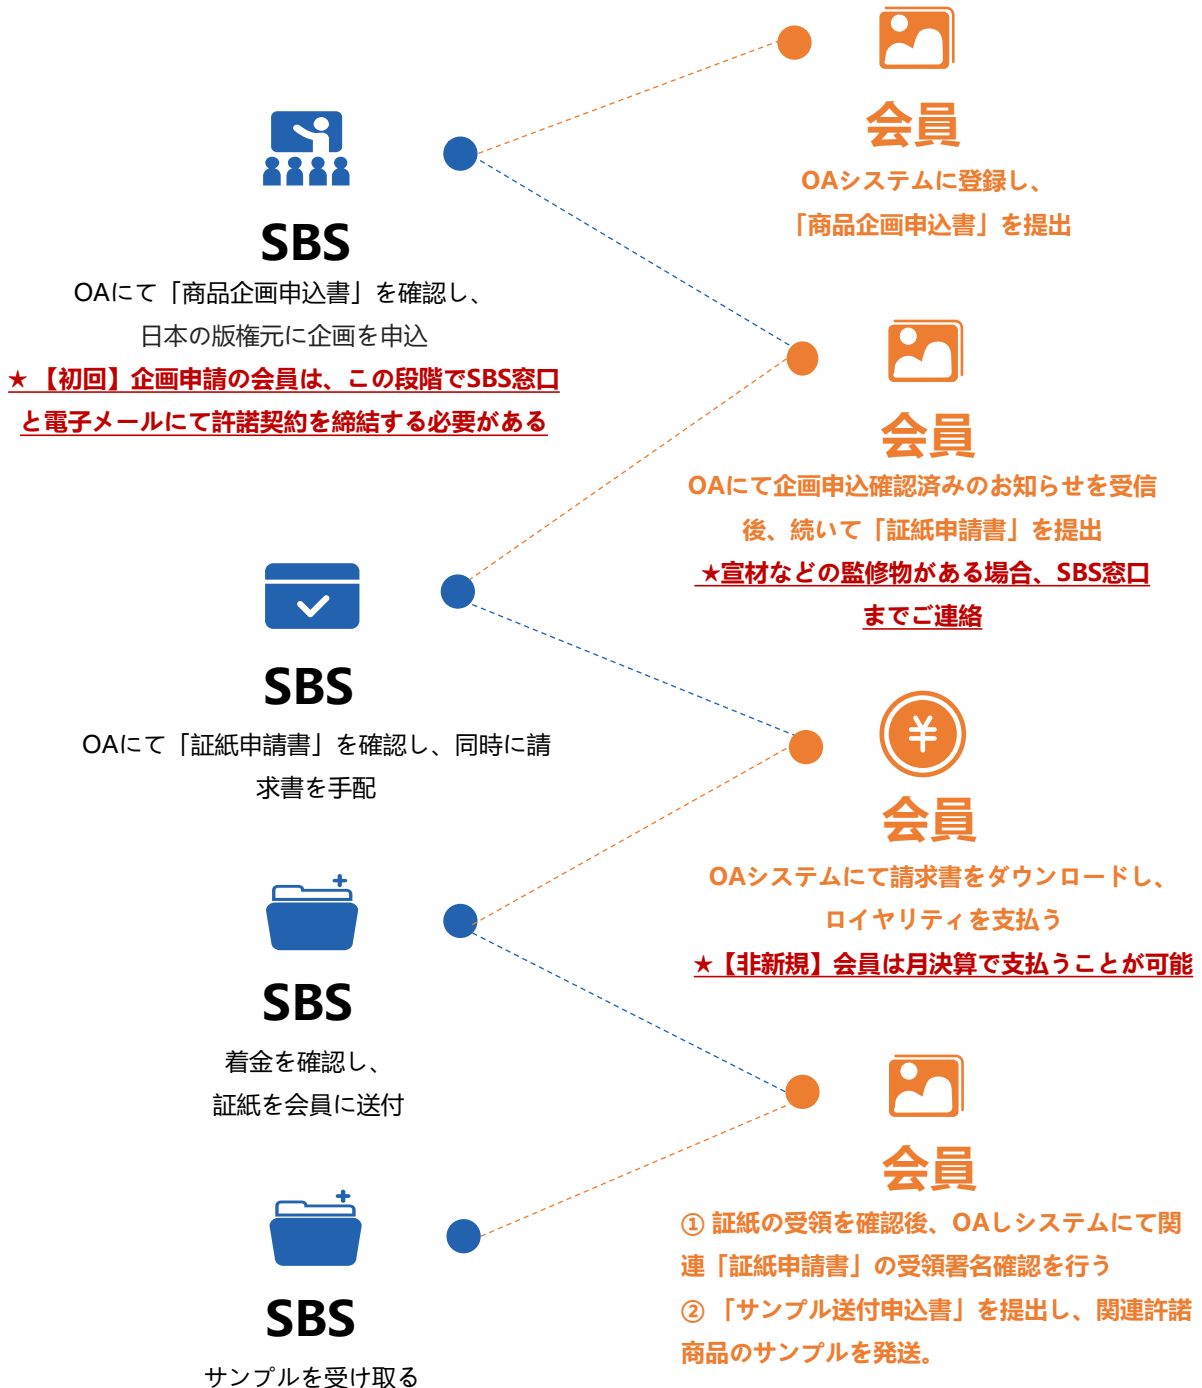 会員
OAシステムに登録し、
「商品企画申込書」を提出
SBS
OAにて「商品企画申込書」を確認し、
日本の版権元に企画を申込
★ 【初回】企画申請の会員は、この段階でSBS窓口
と電子メールにて許諾契約を締結する必要がある
会員
OAにて企画申込確認済みのお知らせを受信
後、続いて「証紙申請書」を提出
★宣材などの監修物がある場合、SBS窓口
までご連絡
SBS
OAにて「証紙申請書」を確認し、同時に請
求書を手配
¥
会員
OAシステムにて請求書をダウンロードし、
ロイヤリティを支払う
★【非新規】会員は月決算で支払うことが可能
SBS
着金を確認し、
証紙を会員に送付
会員
① 証紙の受領を確認後、OAしシステムにて関
連「証紙申請書」の受領署名確認を行う
② 「サンプル送付申込書」を提出し、関連許諾
商品のサンプルを発送。
SBS
サンプルを受け取る